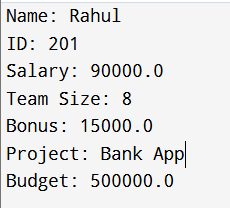 Name: Rahul
ID: 201
Salary: 90000.0
Team Size: 8
Bonus: 15000.0
Project: Bank App
Budget: 500000.0